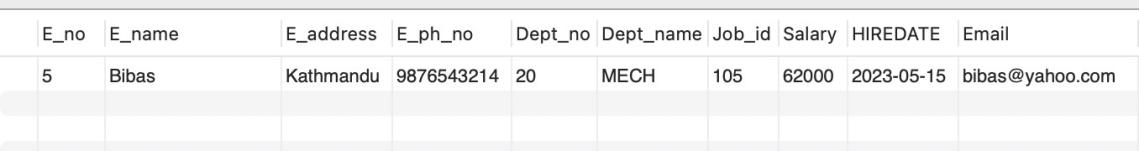 E_no E_name E_address E_ph_no Dept_no Dept_name Job_id Salary HIREDATE Email
5 Bibas Kathmandu 9876543214 20 MECH 105 62000 2023-05-15 bibas@yahoo.com